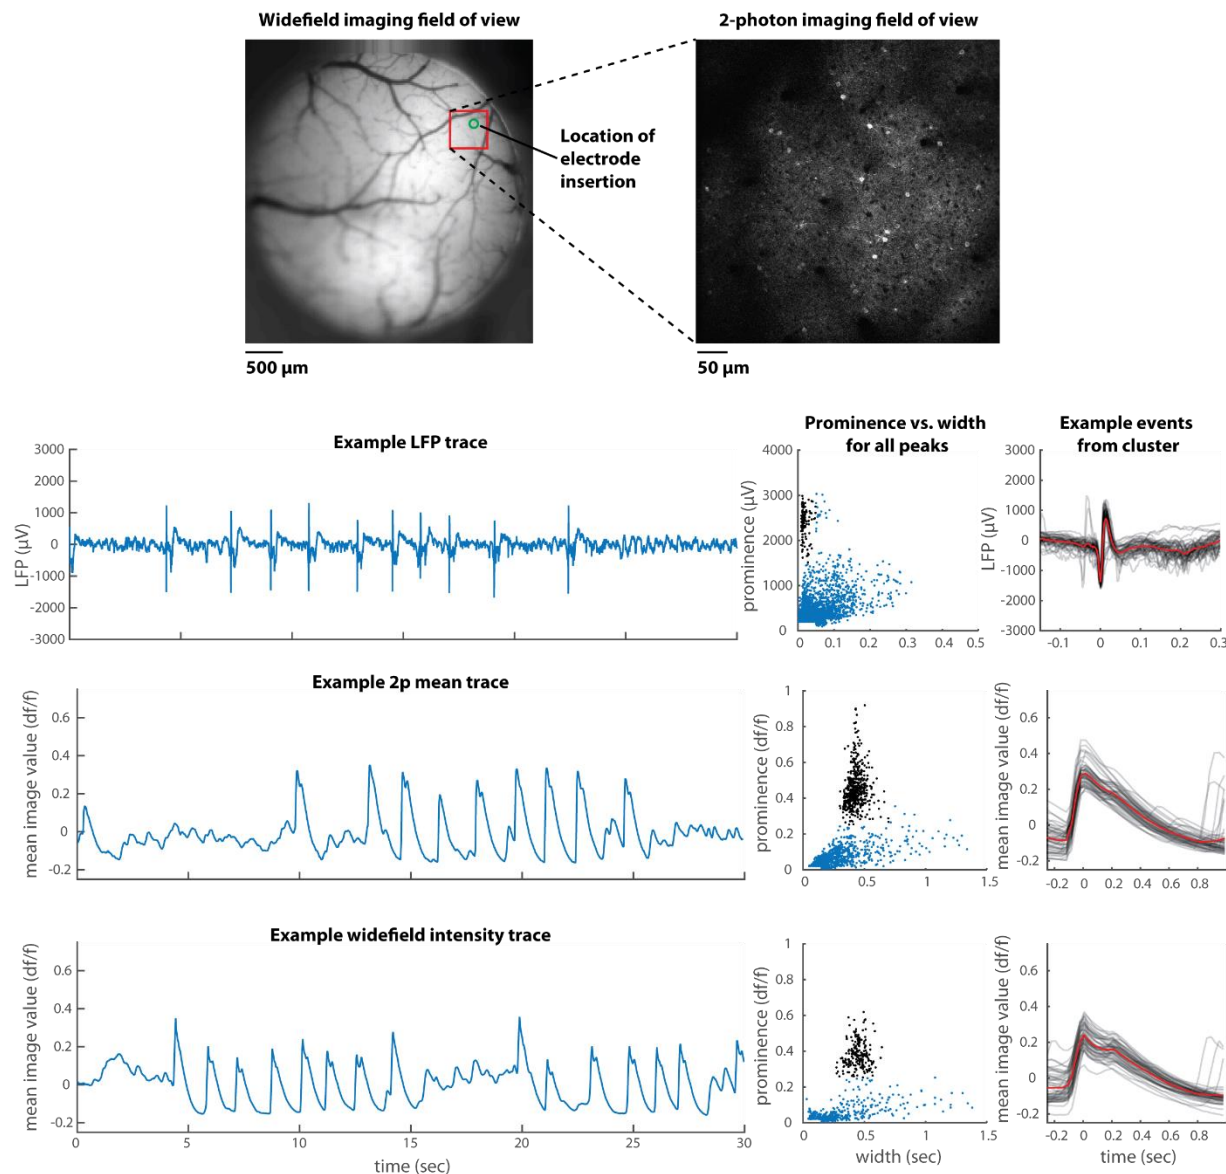 Widefield imaging field of view
2-photon imaging field of view
Location of
electrode
insertion
500 µm
50 µm
Example LFP trace
LFP (µV)
3000
2000
1000
0
-1000
-2000
-3000
Prominence vs. width
for all peaks
prominence (µV)
4000
3000
2000
1000
0
0 0.1 0.2 0.3 0.4 0.5
Example events
from cluster
LFP (µV)
3000
2000
1000
0
-1000
-2000
-3000
-0.1 0 0.1 0.2 0.3
Example 2p mean trace
mean image value (df/f)
0.6
0.4
0.2
0
-0.2
prominence (df/f)
1
0.8
0.6
0.4
0.2
0
0 0.5 1 1.5
mean image value (df/f)
0.6
0.4
0.2
0
-0.2
-0.2 0 0.2 0.4 0.6 0.8
Example widefield intensity trace
mean image value (df/f)
0.6
0.4
0.2
0
-0.2
0 5 10 15 20 25 30
time (sec)
prominence (df/f)
1
0.8
0.6
0.4
0.2
0
0 0.5 1 1.5
width (sec)
mean image value (df/f)
0.6
0.4
0.2
0
-0.2
-0.2 0 0.2 0.4 0.6 0.8
time (sec)